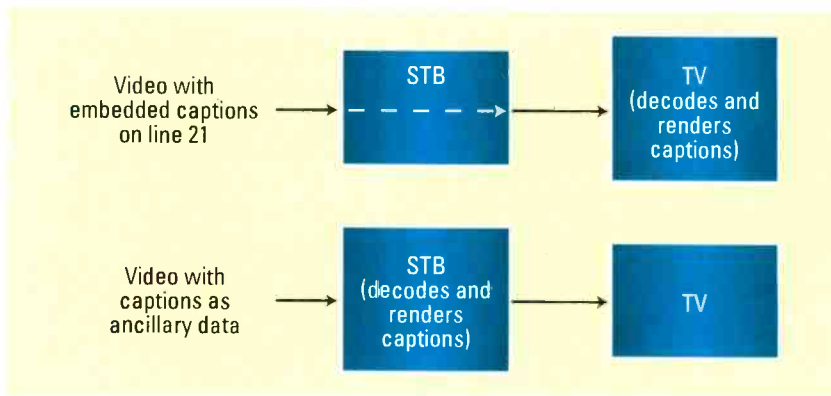 Video with
embedded captions
on line 21
STB
TV
(decodes and
renders
captions)
Video with
captions as
ancillary data
STB
(decodes and
renders
captions)
TV